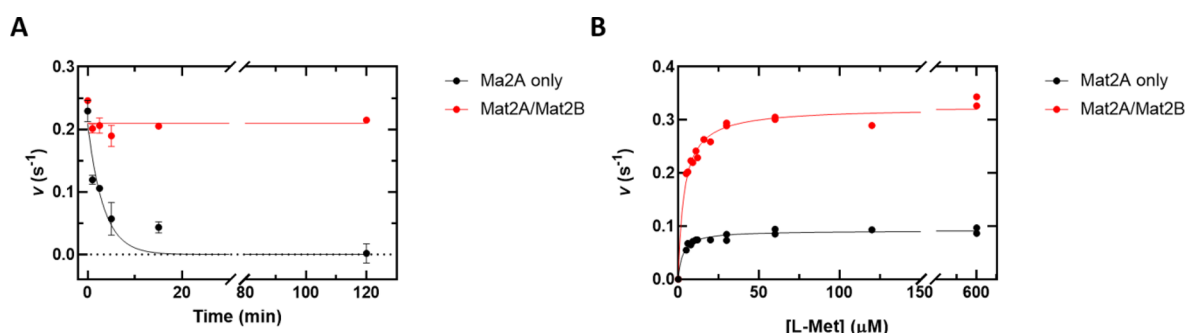 A
B
0.3
0.2
0.1
0.0
v (s⁻¹)
0
20
80
100
120
Time (min)
Ma2A only
Mat2A/Mat2B
0.4
0.3
0.2
0.1
0.0
v (s⁻¹)
0
50
100
150
600
[L-Met] (μM)
Mat2A only
Mat2A/Mat2B